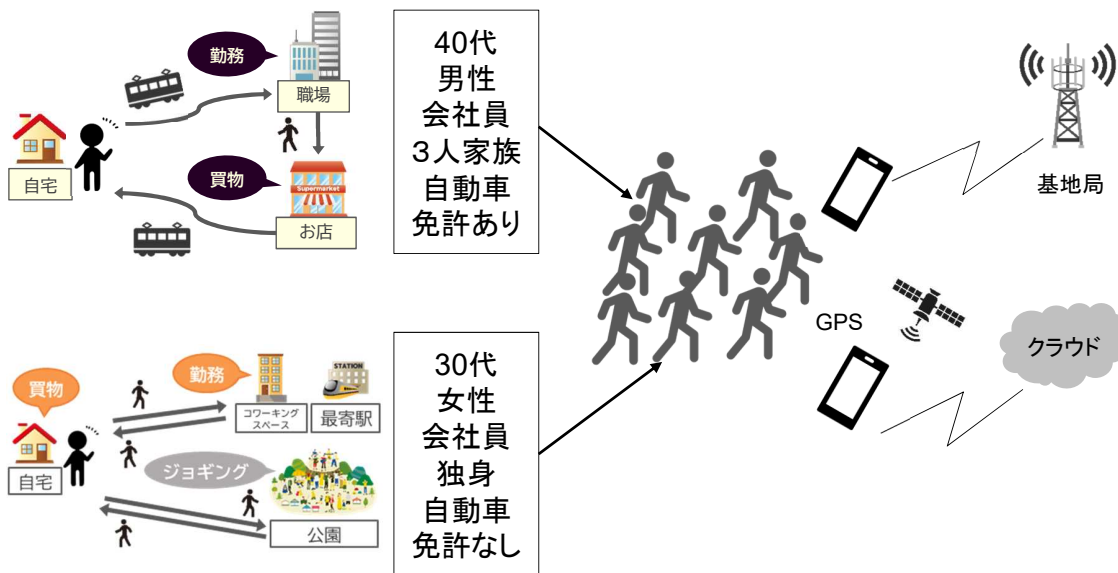 勤務
職場
自宅
買物
Supermarket
お店
40代
男性
会社員
３人家族
自動車
免許あり
基地局
GPS
クラウド
買物
勤務
STATION
コワーキング
スペース
最寄駅
自宅
ジョギング
公園
30代
女性
会社員
独身
自動車
免許なし